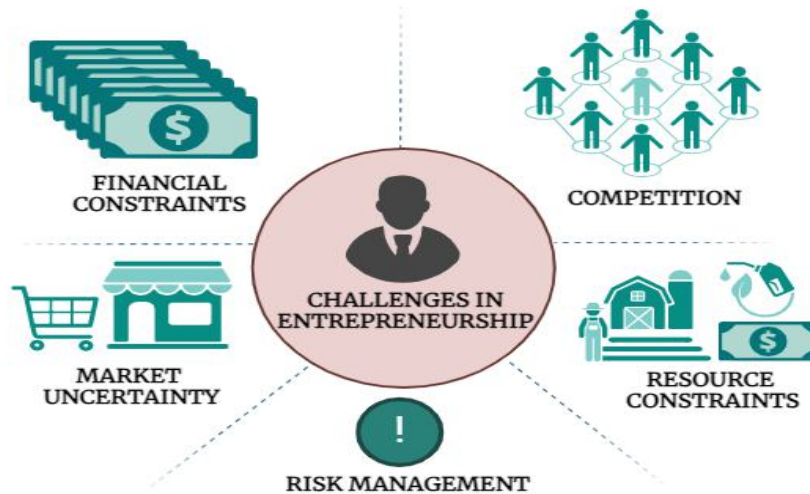 $
FINANCIAL
CONSTRAINTS
COMPETITION
CHALLENGES IN
ENTREPRENEURSHIP
MARKET
UNCERTAINTY
$
RESOURCE
CONSTRAINTS
!
RISK MANAGEMENT